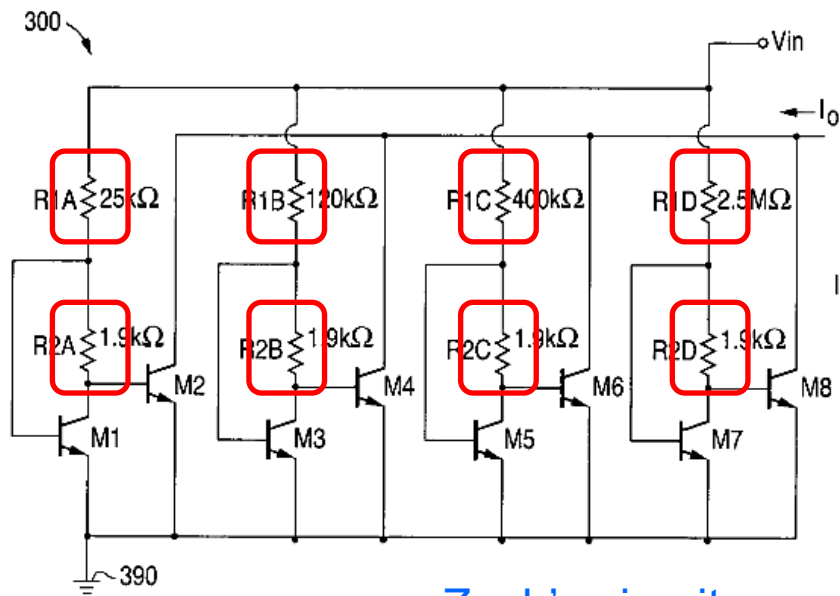 300
Vin
I0
R1A 25kΩ
R1B 120kΩ
R1C 400kΩ
R1D 2.5MΩ
I
R2A 1.9kΩ
R2B 1.9kΩ
R2C 1.9kΩ
R2D 1.9kΩ
M2
M4
M6
M8
M1
M3
M5
M7
390